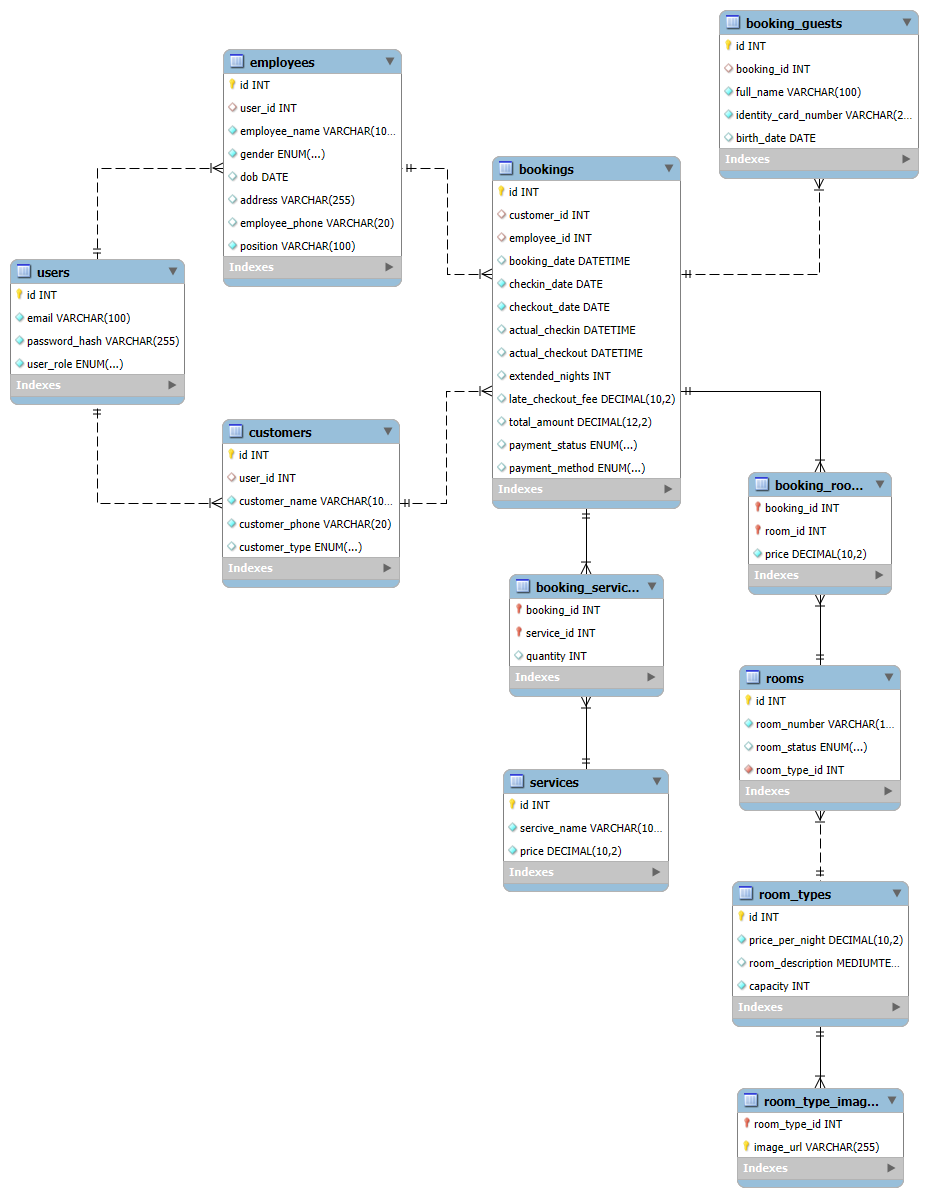 employees
id INT
user_id INT
employee_name VARCHAR(10...
gender ENUM(...)
dob DATE
address VARCHAR(255)
employee_phone VARCHAR(20)
position VARCHAR(100)
Indexes
users
id INT
email VARCHAR(100)
password_hash VARCHAR(255)
user_role ENUM(...)
Indexes
customers
id INT
user_id INT
customer_name VARCHAR(10...
customer_phone VARCHAR(20)
customer_type ENUM(...)
Indexes
bookings
id INT
customer_id INT
employee_id INT
booking_date DATETIME
checkin_date DATE
checkout_date DATE
actual_checkin DATETIME
actual_checkout DATETIME
extended_nights INT
late_checkout_fee DECIMAL(10,2)
total_amount DECIMAL(12,2)
payment_status ENUM(...)
payment_method ENUM(...)
Indexes
booking_guests
id INT
booking_id INT
full_name VARCHAR(100)
identity_card_number VARCHAR(2...
birth_date DATE
Indexes
booking_servic...
booking_id INT
service_id INT
quantity INT
Indexes
services
id INT
sercive_name VARCHAR(10...
price DECIMAL(10,2)
Indexes
booking_roo...
booking_id INT
room_id INT
price DECIMAL(10,2)
Indexes
rooms
id INT
room_number VARCHAR(1...
room_status ENUM(...)
room_type_id INT
Indexes
room_types
id INT
price_per_night DECIMAL(10,2)
room_description MEDIUMTE...
capacity INT
Indexes
room_type_imag...
room_type_id INT
image_url VARCHAR(255)
Indexes